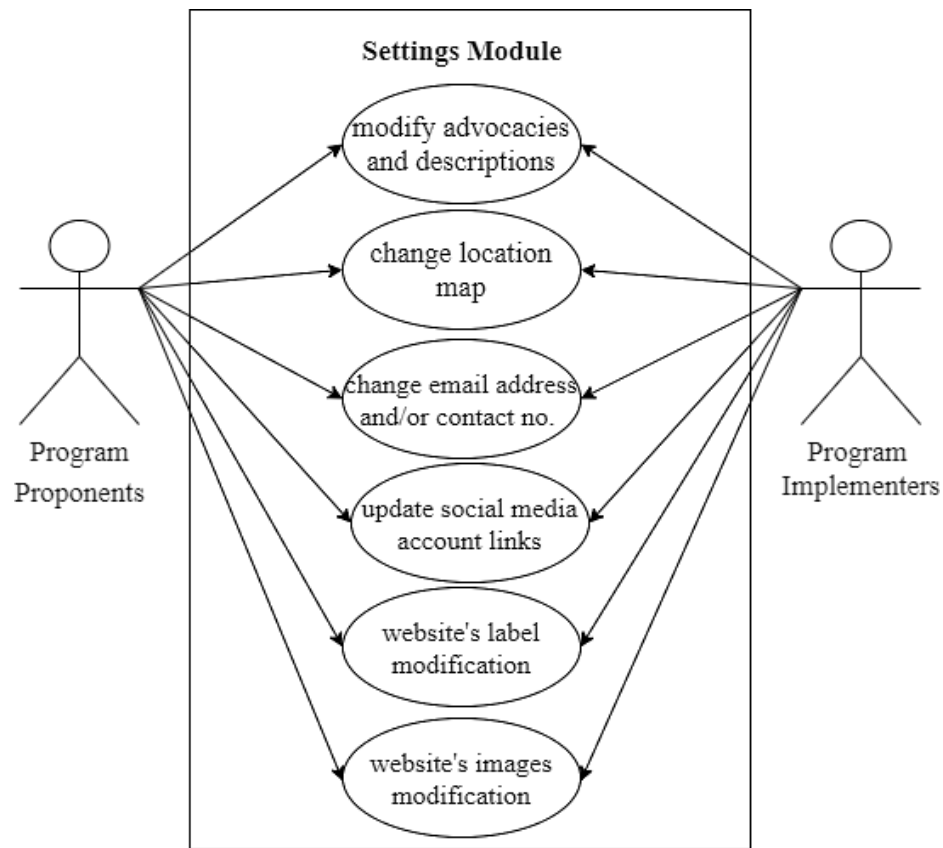 Settings Module
modify advocacies
and descriptions
change location
map
change email address
and/or contact no.
update social media
account links
website's label
modification
website's images
modification
Program
Proponents
Program
Implementers